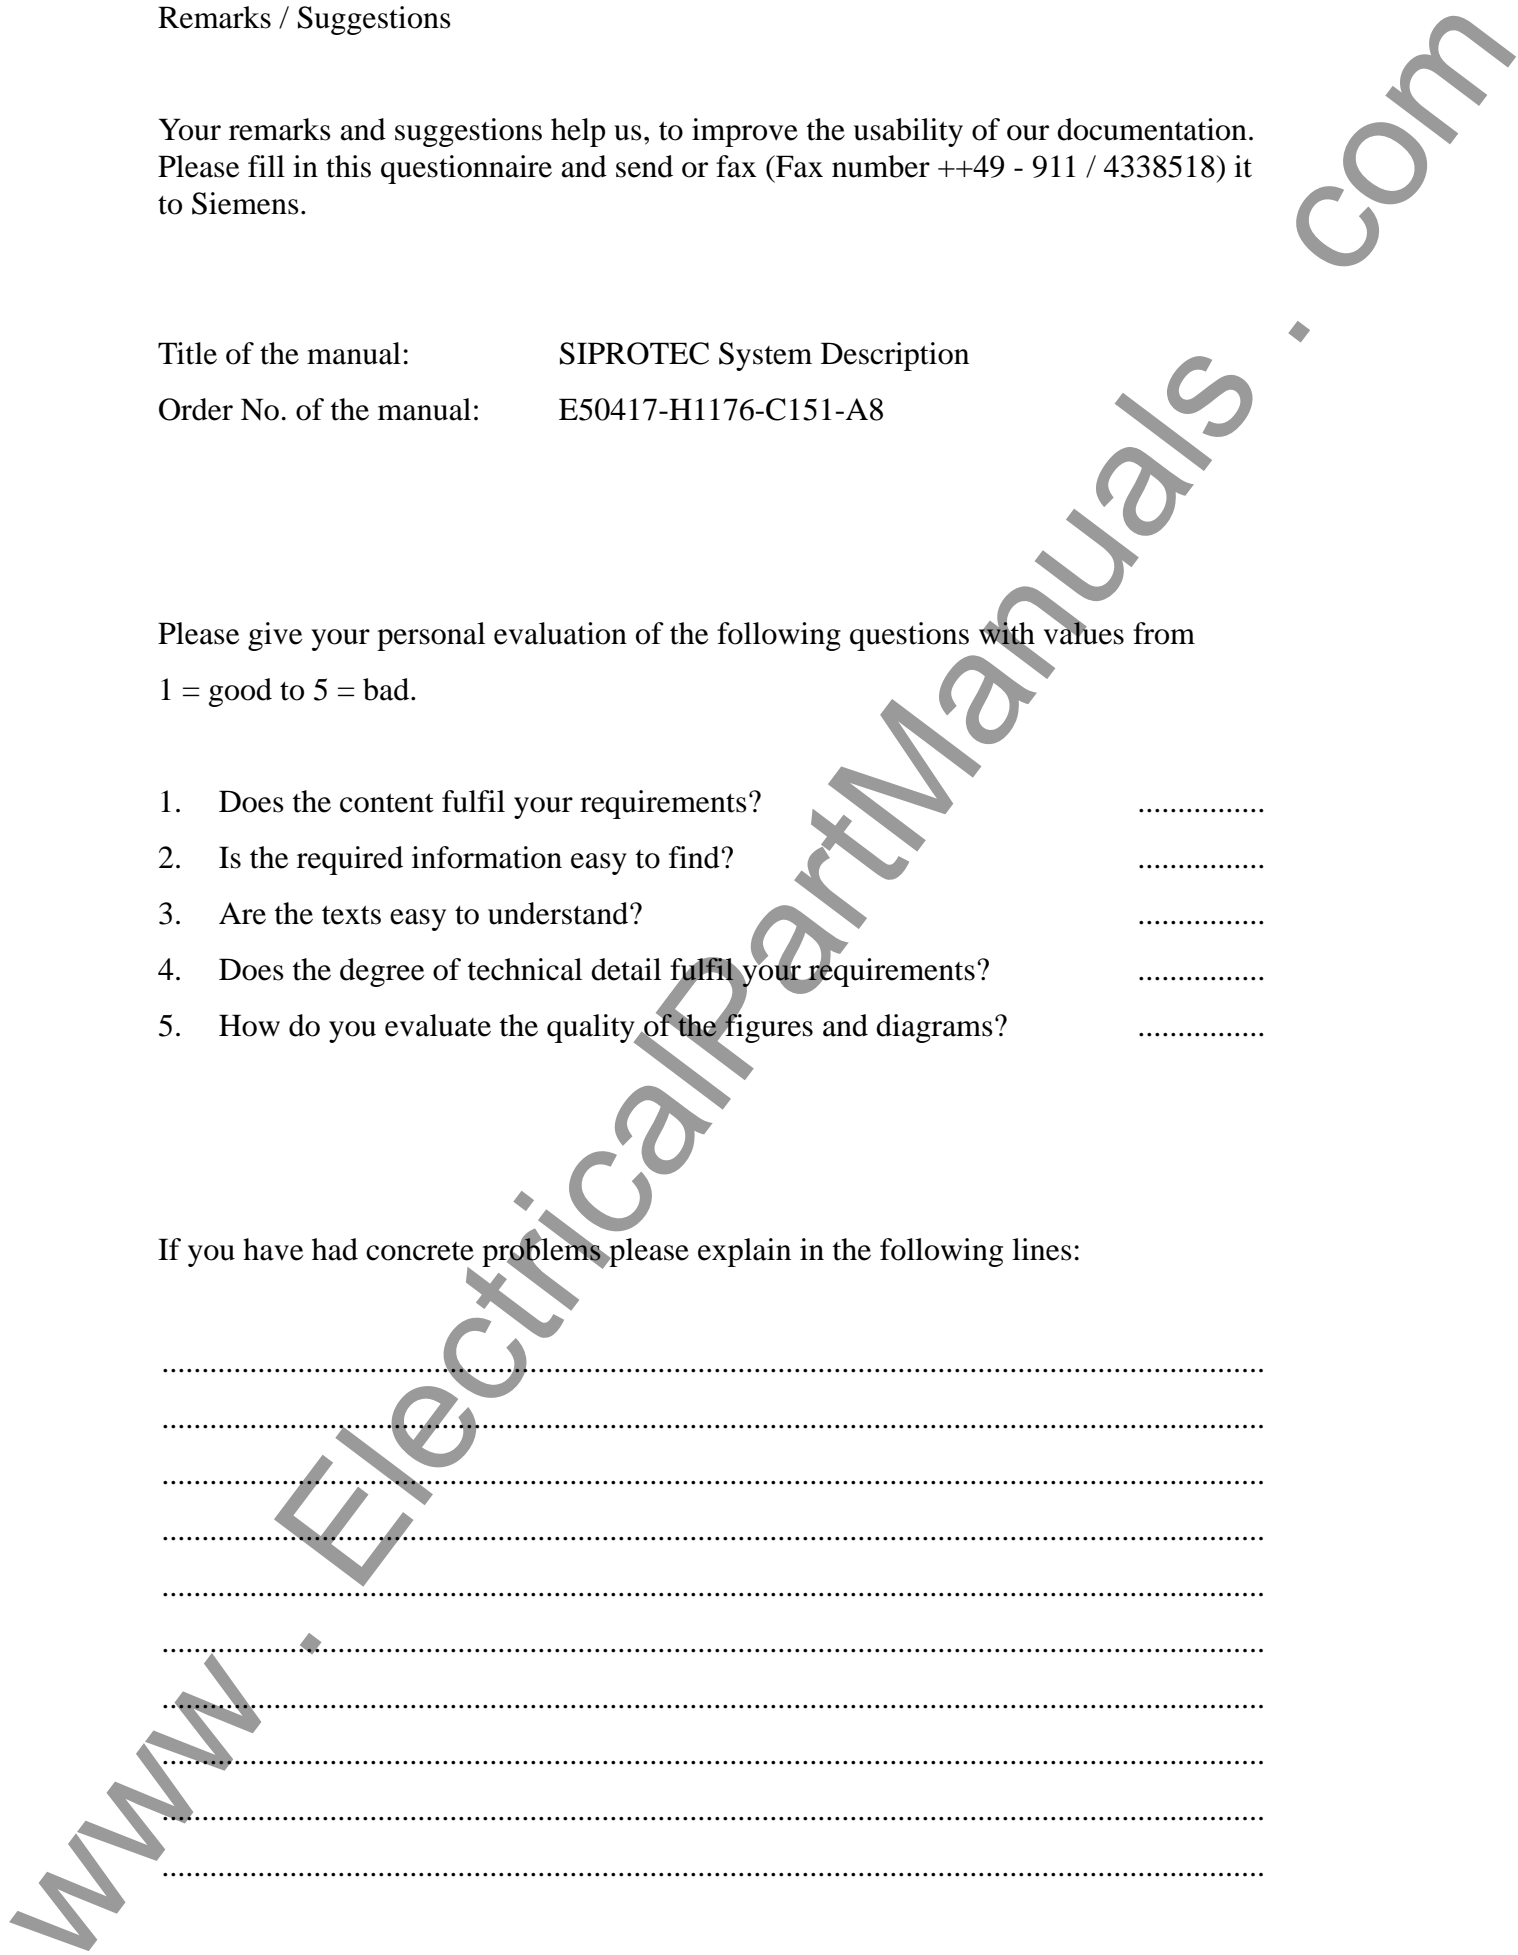 Remarks / Suggestions
Your remarks and suggestions help us, to improve the usability of our documentation.
Please fill in this questionnaire and send or fax (Fax number ++49 - 911 / 4338518) it
to Siemens.
Title of the manual: SIPROTEC System Description
Order No. of the manual: E50417-H1176-C151-A8
Please give your personal evaluation of the following questions with values from
1 = good to 5 = bad.
1. Does the content fulfil your requirements? ................
2. Is the required information easy to find? ................
3. Are the texts easy to understand? ................
4. Does the degree of technical detail fulfil your requirements? ................
5. How do you evaluate the quality of the figures and diagrams? ................
If you have had concrete problems please explain in the following lines:
www . ElectricalPartManuals . com